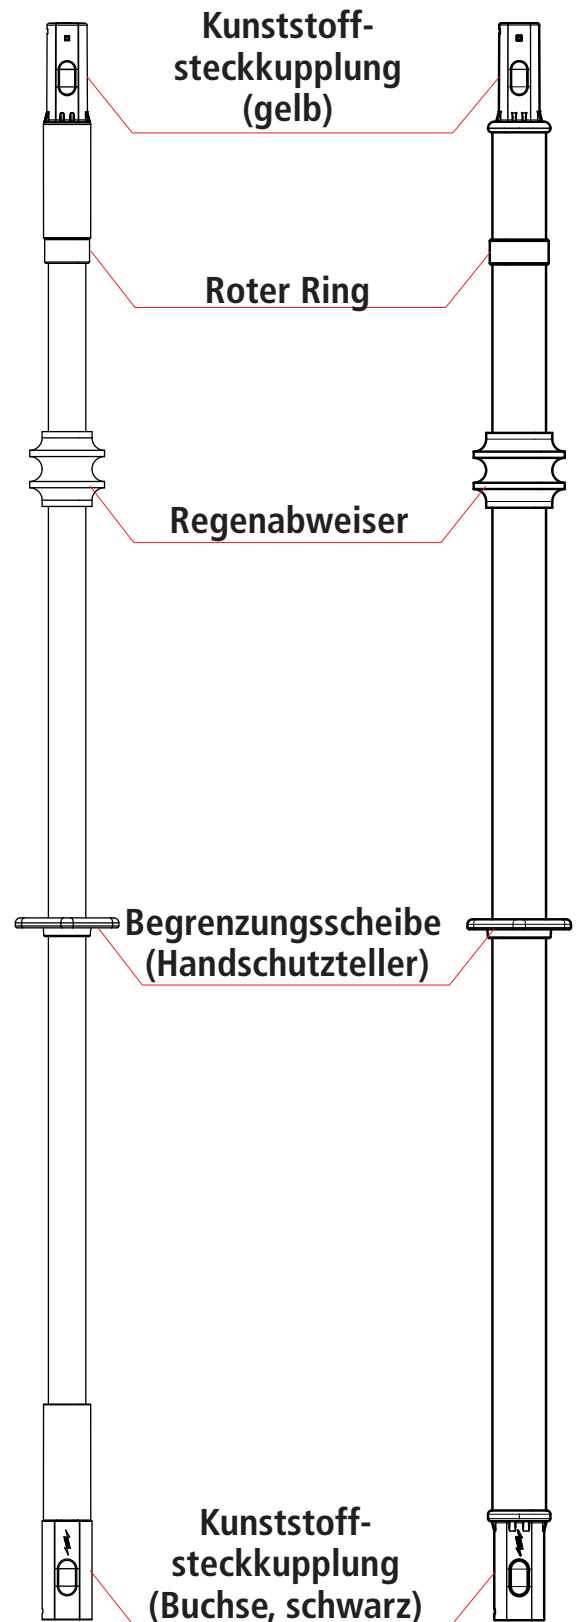 Kunststoff-
steckkupplung
(gelb)
Roter Ring
Regenabweiser
Begrenzungsscheibe
(Handschutzteller)
Kunststoff-
steckkupplung
(Buchse, schwarz)